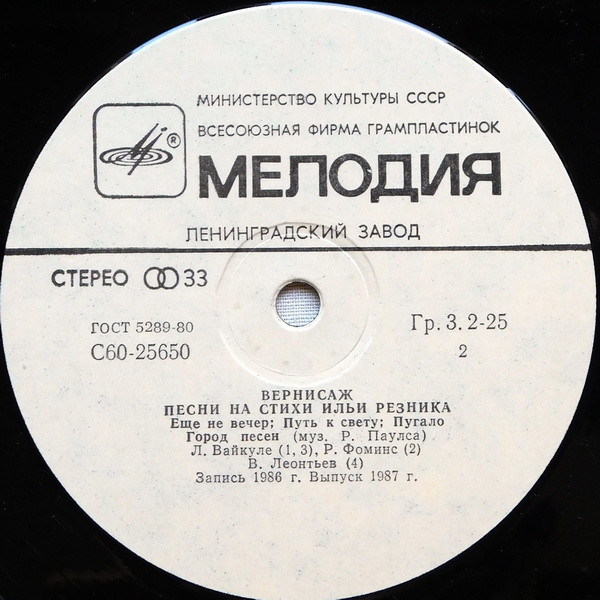 МИНИСТЕРСТВО КУЛЬТУРЫ СССР
ВСЕСОЮЗНАЯ ФИРМА ГРАМПЛАСТИНОК
®
МЕЛОДИЯ
ЛЕНИНГРАДСКИЙ ЗАВОД
СТЕРЕО 33
ГОСТ 5289-80
Гр. 3. 2-25
С60-25650
2
ВЕРНИСАЖ
ПЕСНИ НА СТИХИ ИЛЬИ РЕЗНИКА
Еще не вечер; Путь к свету; Пугало
Город песен (муз. Р. Паулса)
Л. Вайкуле (1, 3), Р. Фоминс (2)
В. Леонтьев (4)
Запись 1986 г. Выпуск 1987 г.